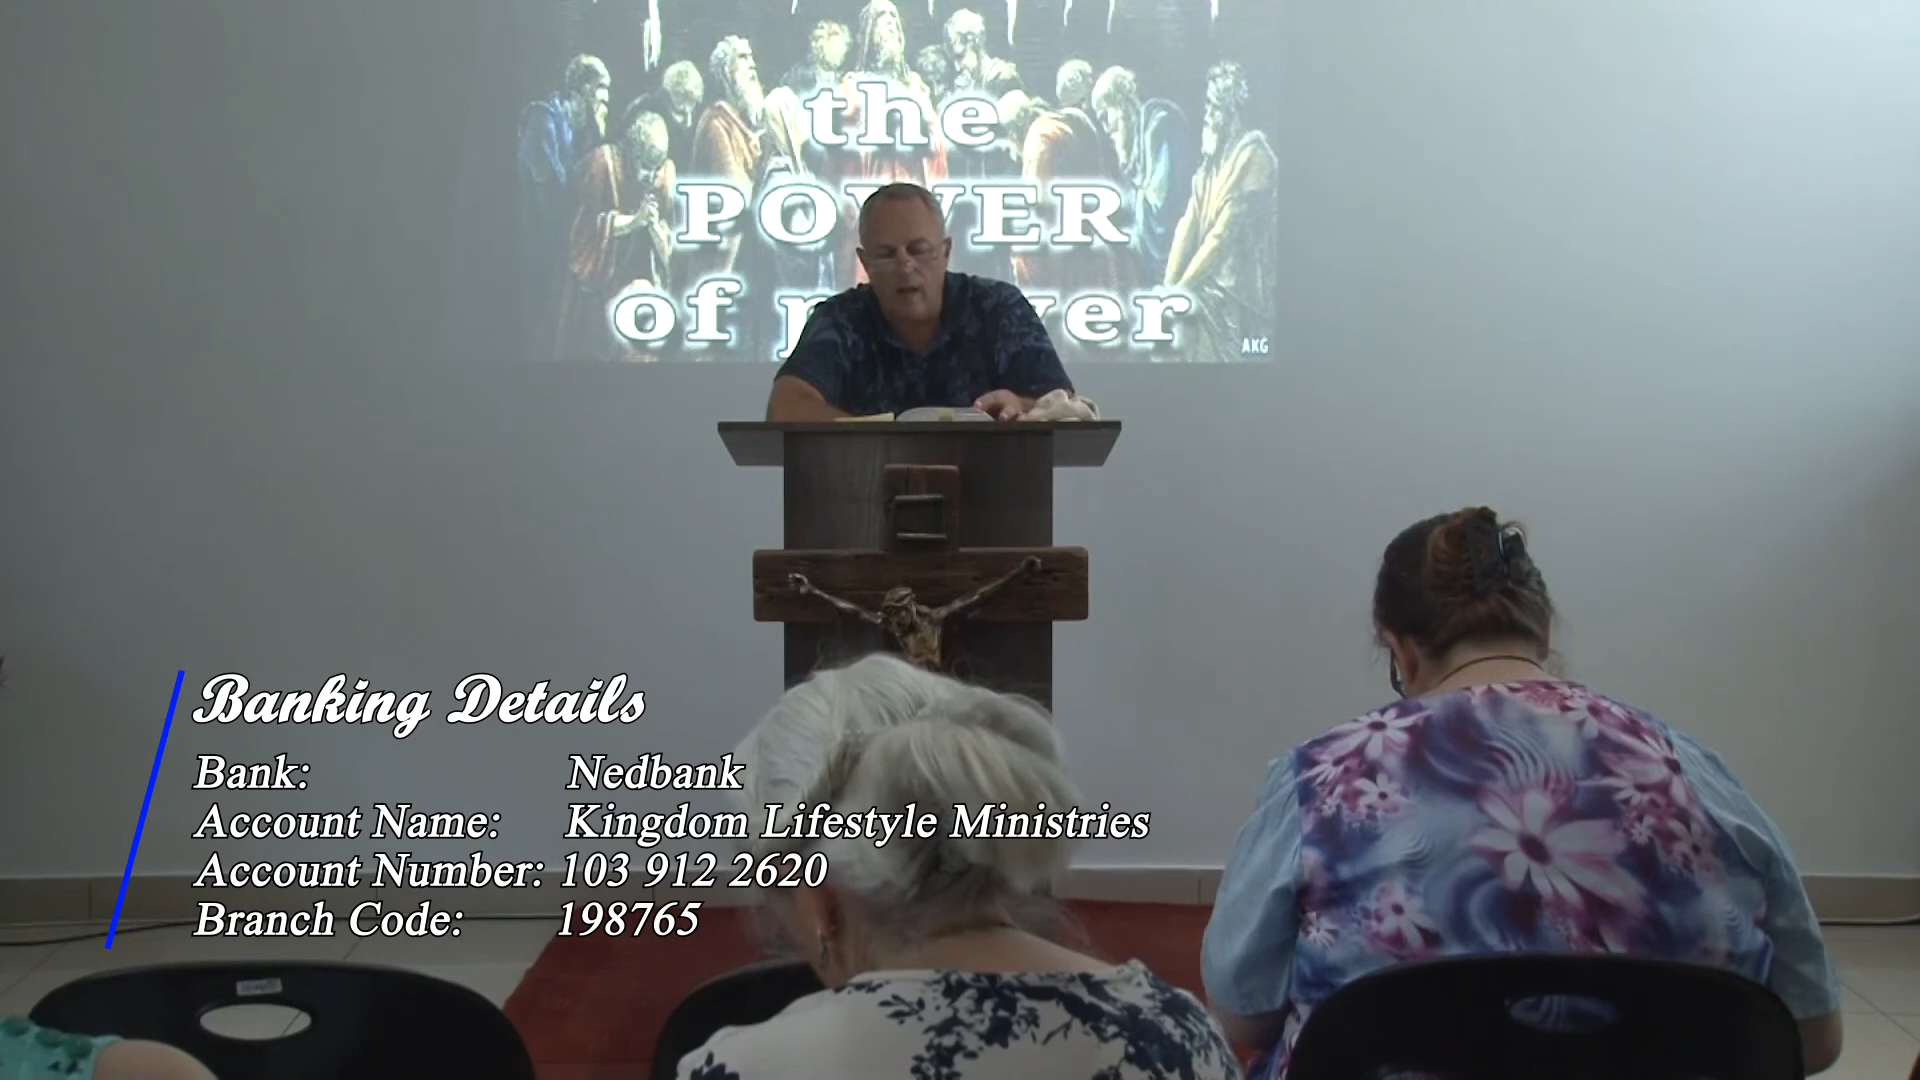 the
POWER
of
AKG
Banking Details
Bank: Nedbank
Account Name: Kingdom Lifestyle Ministries
Account Number: 103 912 2620
Branch Code: 198765